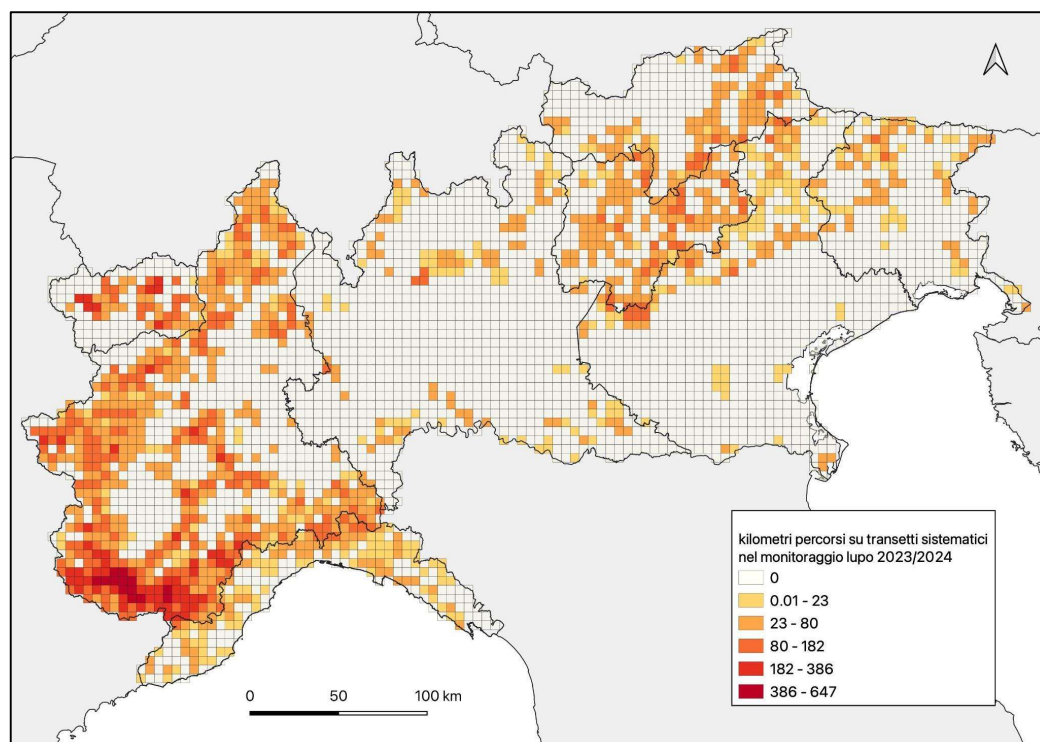 kilometri percorsi su transetti sistematici
nel monitoraggio lupo 2023/2024
0
0.01 - 23
23 - 80
80 - 182
182 - 386
386 - 647
0 50 100 km